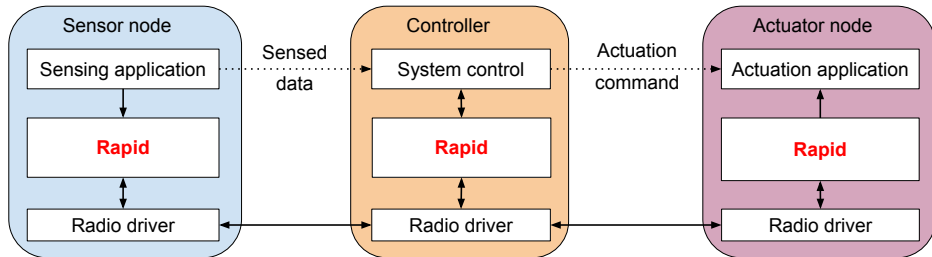 Sensor node
Controller
Actuator node
Sensing application
Sensed
data
System control
Actuation
command
Actuation application
Rapid
Rapid
Rapid
Radio driver
Radio driver
Radio driver